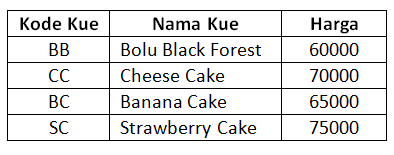 Kode Kue Nama Kue Harga
BB Bolu Black Forest 60000
CC Cheese Cake 70000
BC Banana Cake 65000
SC Strawberry Cake 75000